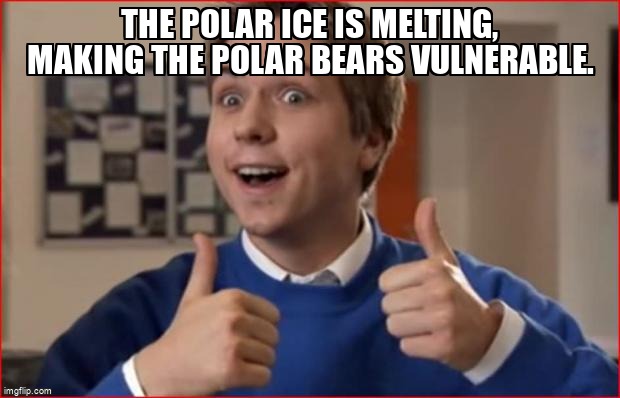 THE POLAR ICE IS MELTING,
MAKING THE POLAR BEARS VULNERABLE.
imgflip.com